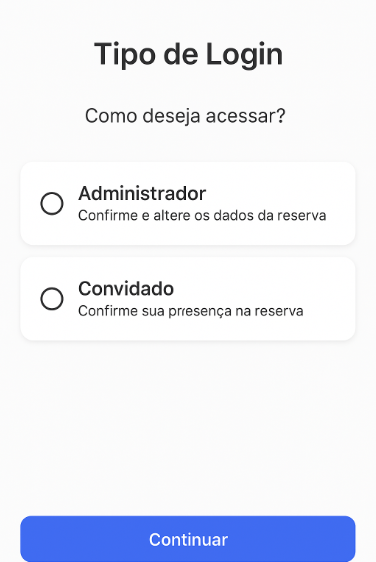 Tipo de Login
Como deseja acessar?
Administrador
Confirme e altere os dados da reserva
Convidado
Confirme sua prresença na reserva
Continuar